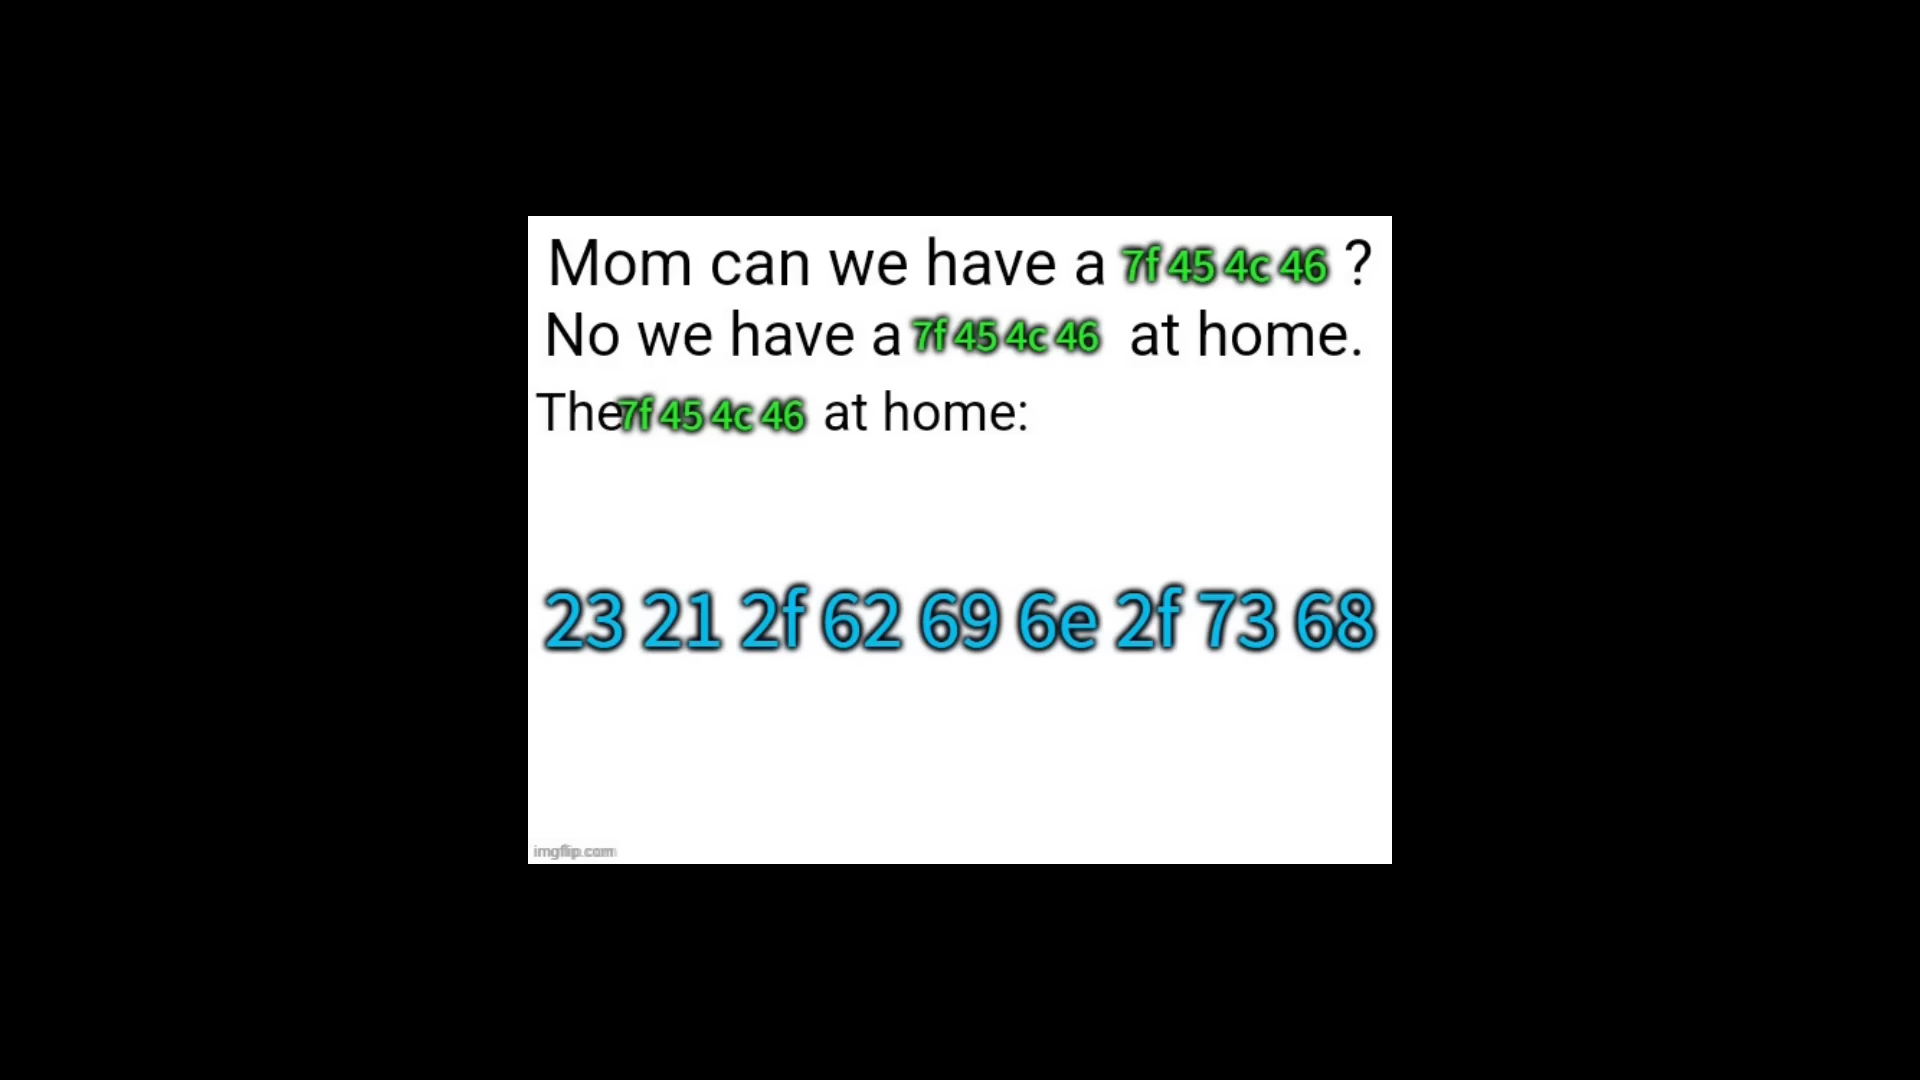 Mom can we have a 7f 45 4c 46 ?
No we have a 7f 45 4c 46 at home.
The 7f 45 4c 46 at home:
23 21 2f 62 69 6e 2f 73 68
imgflip.com